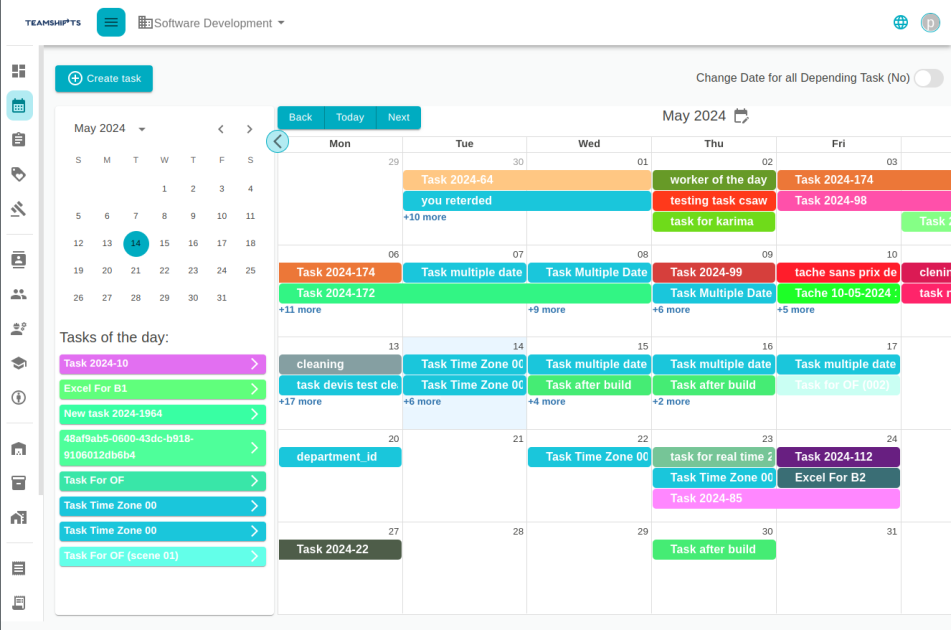 TEAMSHIFTS
Software Development
p
Create task
Change Date for all Depending Task (No)
May 2024
S M T W T F S
1 2 3 4
5 6 7 8 9 10 11
12 13 14 15 16 17 18
19 20 21 22 23 24 25
26 27 28 29 30 31
Tasks of the day:
Task 2024-10
Excel For B1
New task 2024-1964
48af9ab5-0600-43dc-b918-
9106012db6b4
Task For OF
Task Time Zone 00
Task Time Zone 00
Task For OF (scene 01)
Back Today Next
May 2024
Mon Tue Wed Thu Fri
29 30 01 02 03
Task 2024-64 worker of the day Task 2024-174
you reterded testing task csaw Task 2024-98
+10 more task for karima Task
06 07 08 09 10
Task 2024-174 Task multiple date Task Multiple Date Task 2024-99 tache sans prix de clenin
Task 2024-172 Task Multiple Date Tache 10-05-2024 task
+11 more +9 more +6 more +5 more
13 14 15 16 17
cleaning Task Time Zone 00 Task multiple date Task multiple date Task multiple date
task devis test cle. Task Time Zone 00 Task after build Task after build Task for OF (002)
+17 more +6 more +4 more +2 more
20 21 22 23 24
department_id Task Time Zone 00 task for real time Task 2024-112
Task Time Zone 00 Excel For B2
Task 2024-85
27 28 29 30 31
Task 2024-22 Task after build